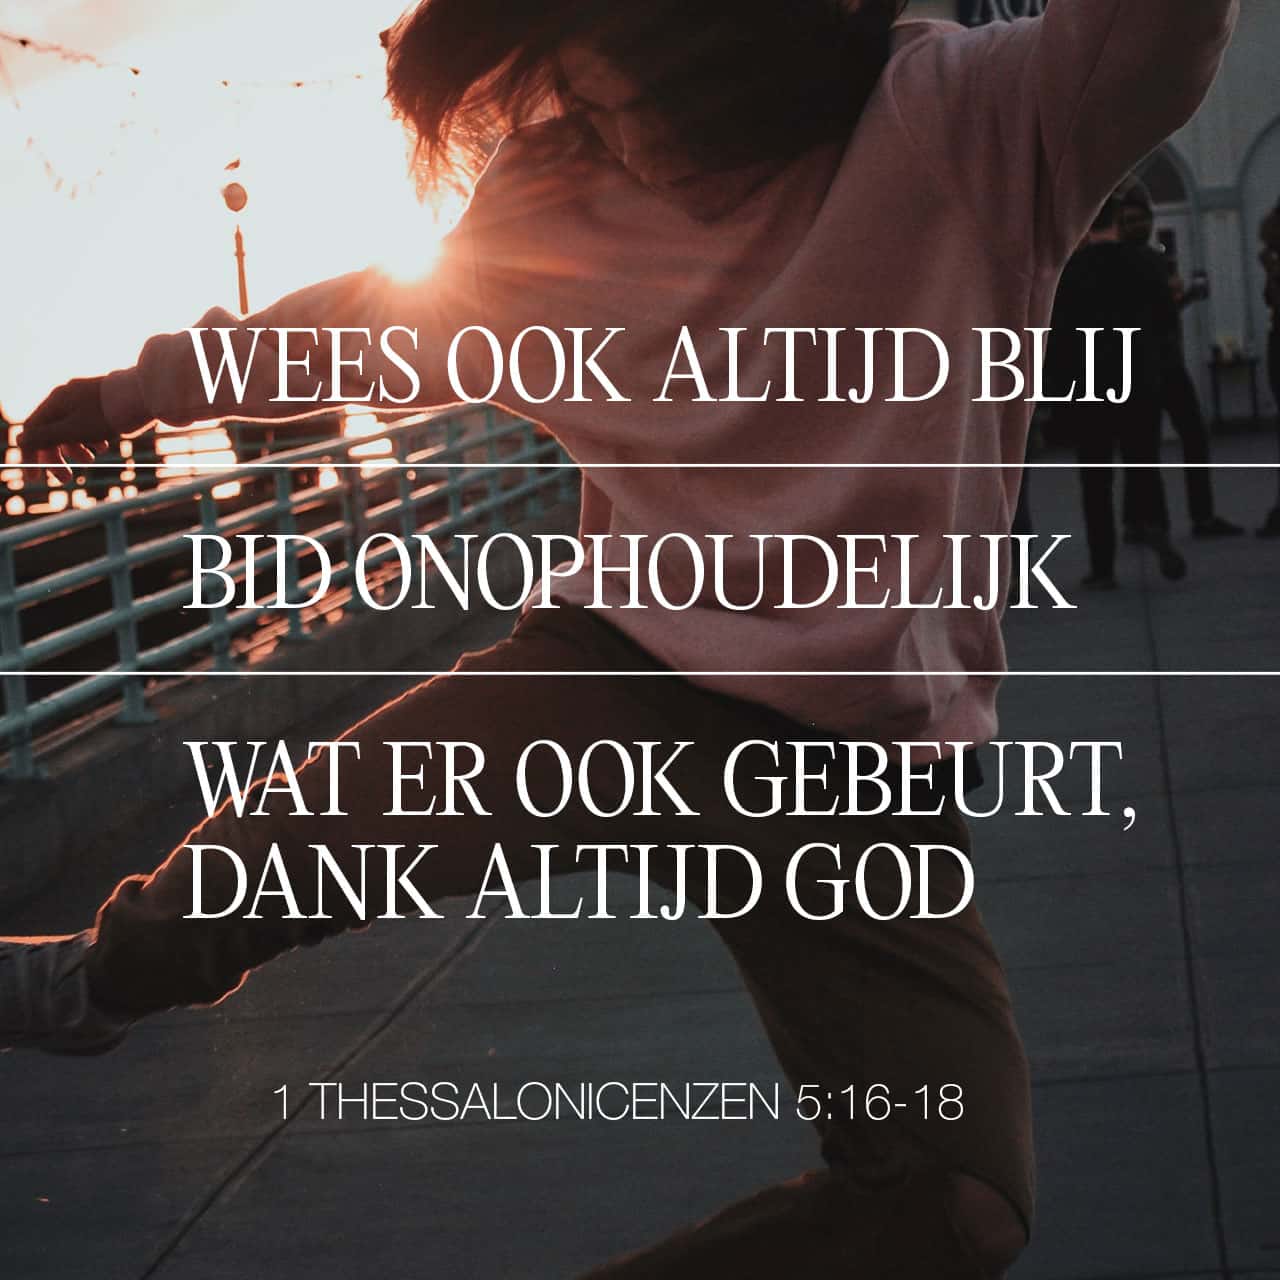 WEES OOK ALTIJD BLIJ
BID ONOPHOUDELIJK
WAT ER OOK GEBEURT,
DANK ALTIJD GOD
1 THESSALONICENZEN 5:16-18